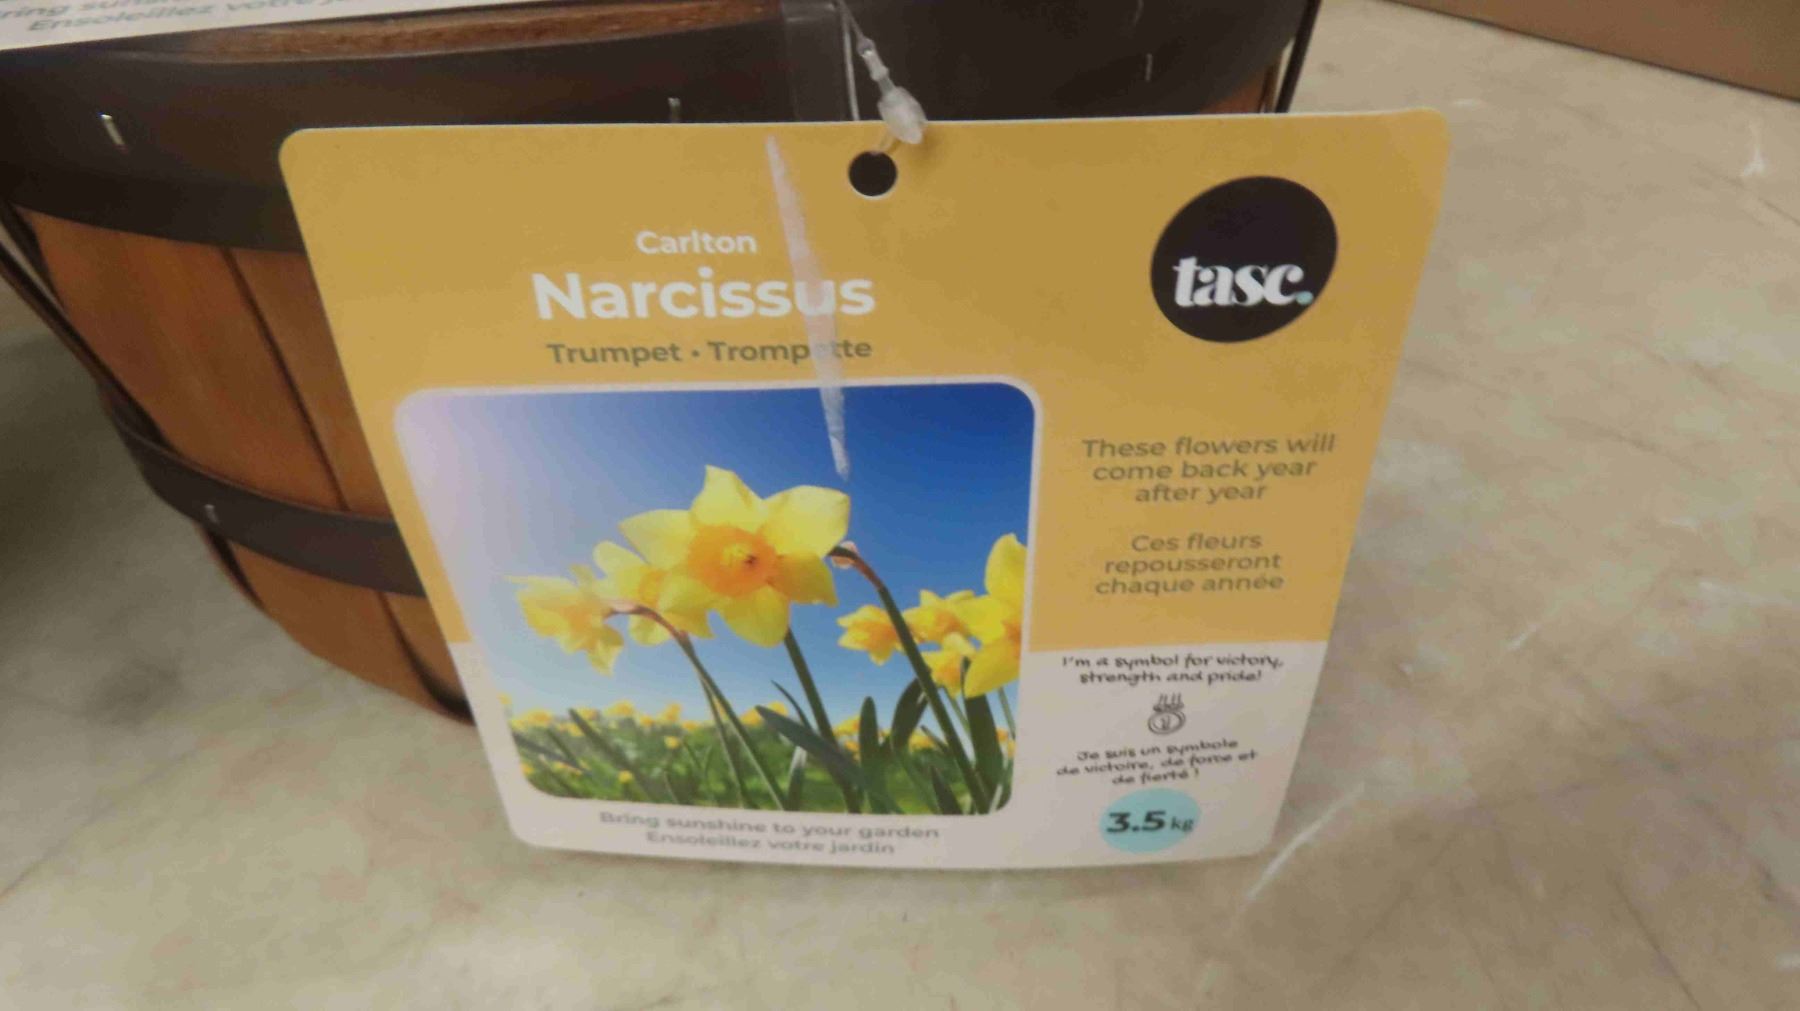 Ensoleillez votre j
Carlton
Narcissus
Trumpet • Trompette
tasc.
These flowers will
come back year
after year
Ces fleurs
repousseront
chaque année
I'm a symbol for victory,
strength and pride!
Je suis un symbole
de victoire, de force et
de fierté !
3.5 kg
Bring sunshine to your garden
Ensoleillez votre jardin